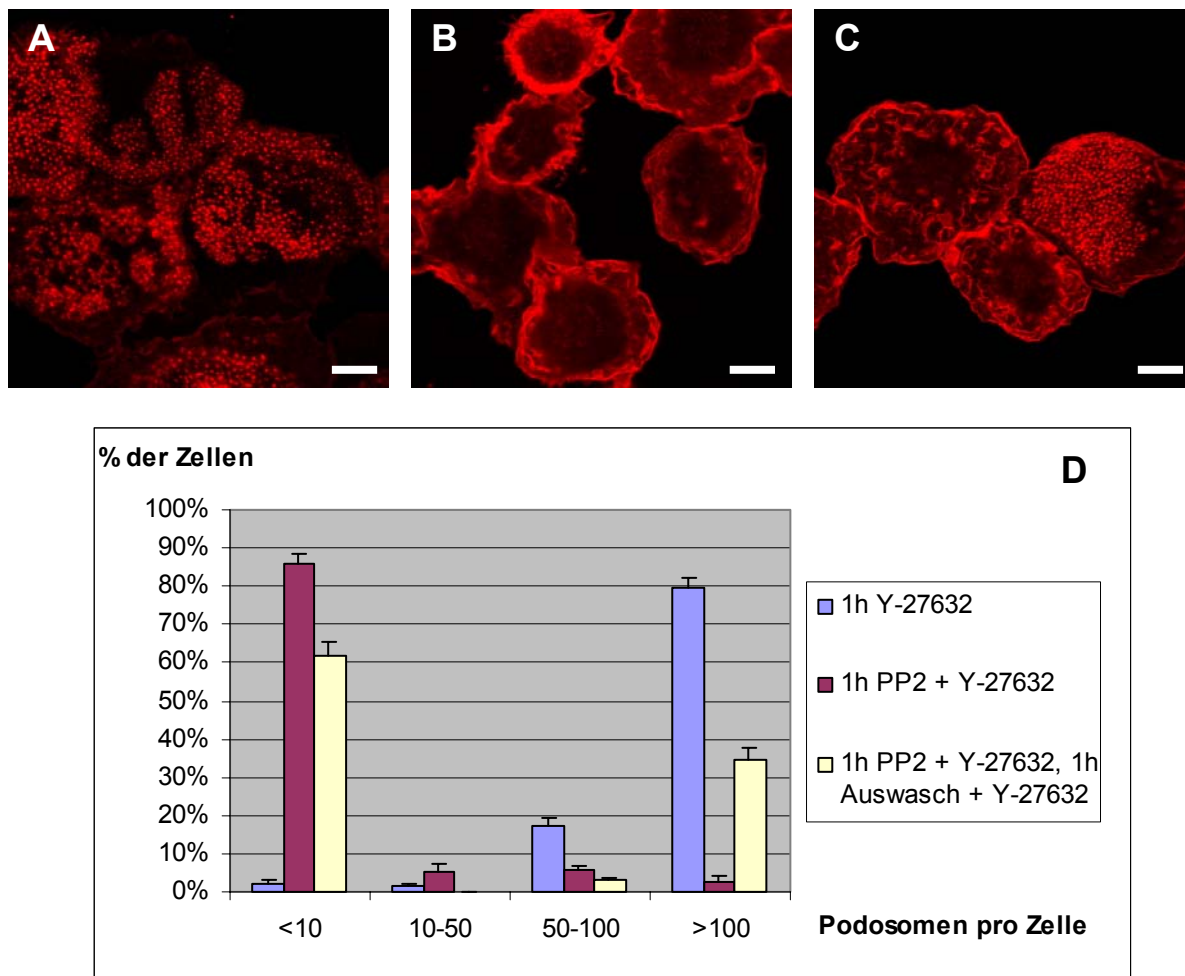 A
B
C
% der Zellen
D
100%
90%
80%
70%
60%
50%
40%
30%
20%
10%
0%
<10
10-50
50-100
>100
Podosomen pro Zelle
1h Y-27632
1h PP2 + Y-27632
1h PP2 + Y-27632, 1h
Auswasch + Y-27632